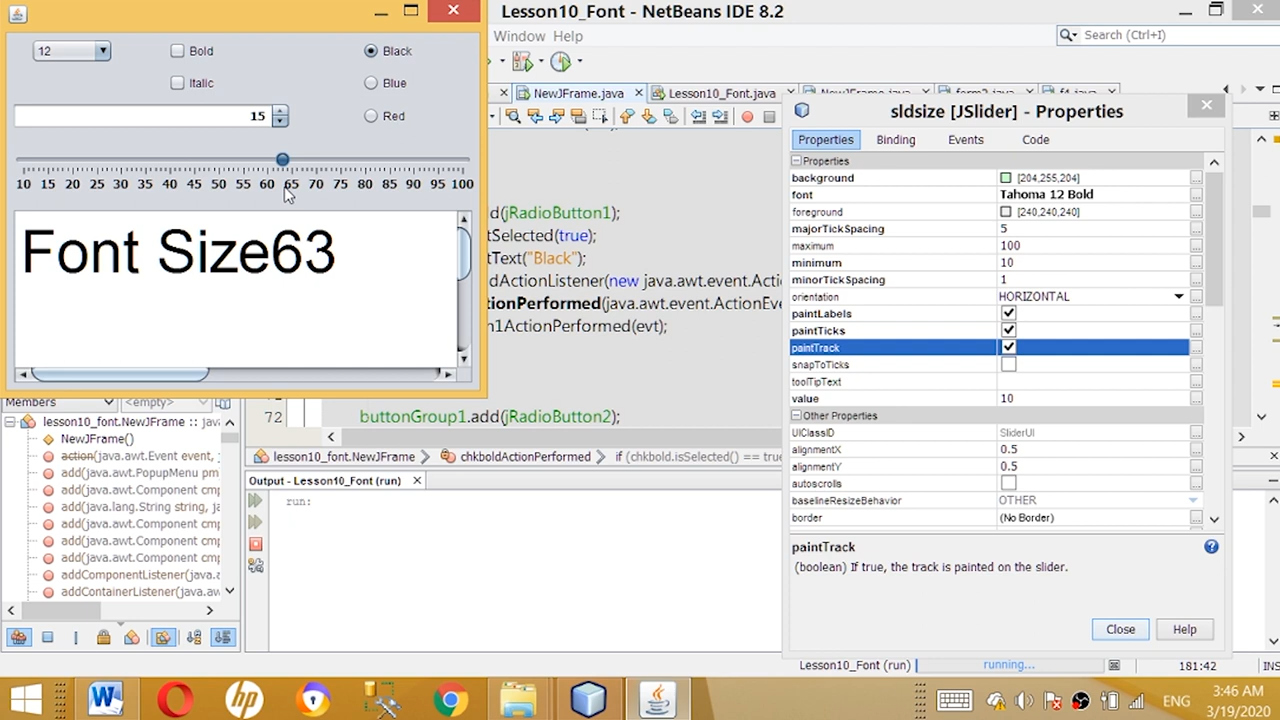 Lesson10_Font - NetBeans IDE 8.2
Window Help
Search (Ctrl+I)
12
Bold
Black
Italic
Blue
15
Red
10 15 20 25 30 35 40 45 50 55 60 65 70 75 80 85 90 95 100
Font Size63
NewJFrame.java
Lesson10_Font.java
d(jRadioButton1);
tSelected(true);
tText("Black");
dActionListener(new java.awt.event.Acti
tionPerformed(java.awt.event.ActionEve
n1ActionPerformed(evt);
72 buttonGroup1.add(jRadioButton2);
lesson10_font.NewJFrame
chkboldActionPerformed
if (chkbold.isSelected() == true
Members
<empty>
lesson10_font.NewJFrame :: java
NewJFrame()
action(java.awt.Event event,
add(java.awt.PopupMenu pm
add(java.awt.Component cmp
add(java.lang.String string, ja
add(java.awt.Component cmp
add(java.awt.Component cmp
add(java.awt.Component cmp
addComponentListener(java.a
addContainerListener(java.aw
Output - Lesson10_Font (run)
run:
sldsize [JSlider] - Properties
Properties Binding Events Code
Properties
background [204,255,204]
font Tahoma 12 Bold
foreground [240,240,240]
majorTickSpacing 5
maximum 100
minimum 10
minorTickSpacing 1
orientation HORIZONTAL
paintLabels
paintTicks
paintTrack
snapToTicks
toolTipText
value 10
Other Properties
UIClassID SliderUI
alignmentX 0.5
alignmentY 0.5
autoscrolls
baselineResizeBehavior OTHER
border (No Border)
paintTrack
(boolean) If true, the track is painted on the slider.
Close Help
Lesson10_Font (run) running... 181:42 INS
ENG
3:46 AM
3/19/2020